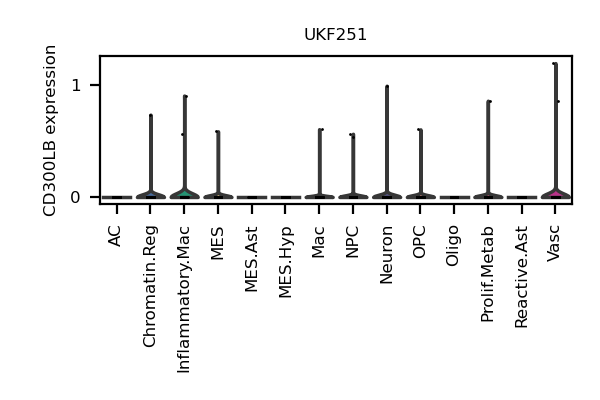 UKF251
CD300LB expression
1
0
AC
Chromatin.Reg
Inflammatory.Mac
MES
MES.Ast
MES.Hyp
Mac
NPC
Neuron
OPC
Oligo
Prolif.Metab
Reactive.Ast
Vasc